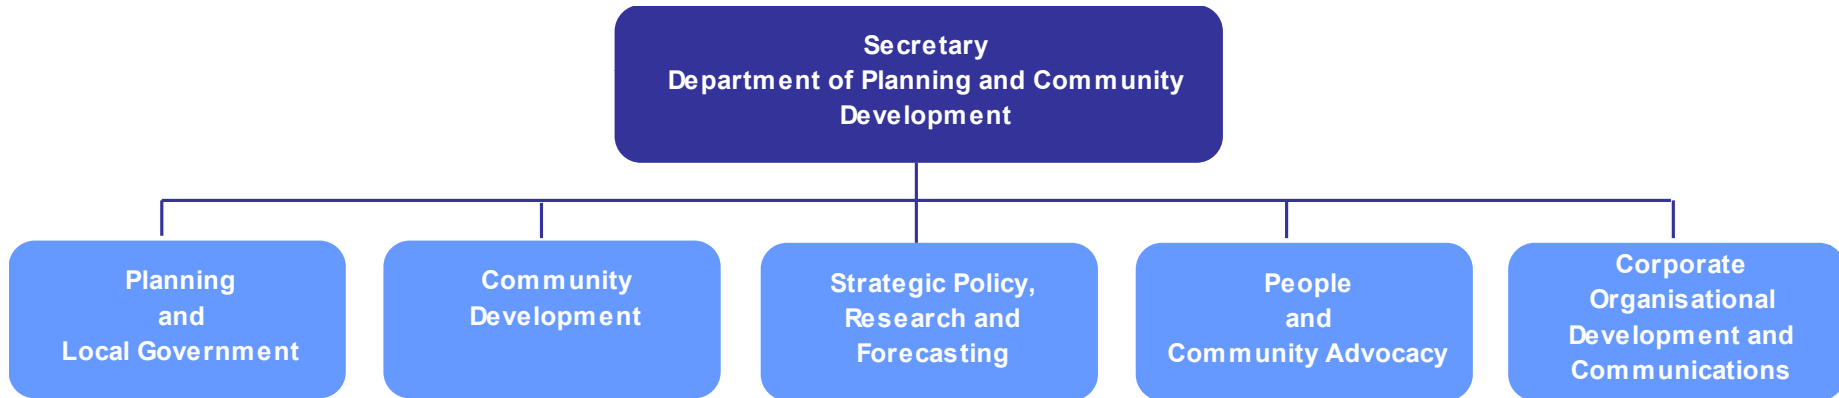 Secretary
Department of Planning and Community
Development
Planning
and
Local Government
Community
Development
Strategic Policy,
Research and
Forecasting
People
and
Community Advocacy
Corporate
Organisational
Development and
Communications